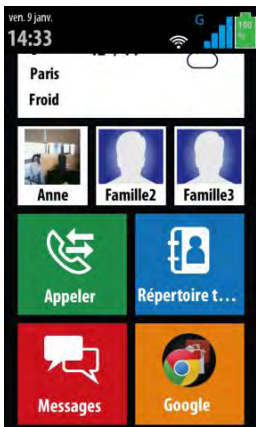 ven. 9 janv.
G
100
%
14:33
Paris
Froid
Anne
Famille2
Famille3
Appeler
Répertoire t...
Messages
Google